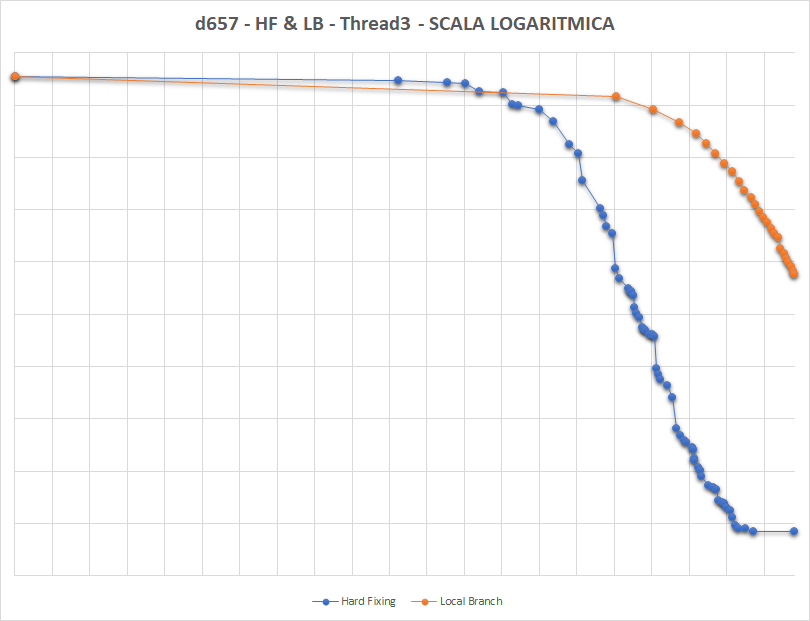 d657 - HF & LB - Thread3 - SCALA LOGARITMICA
Hard Fixing Local Branch